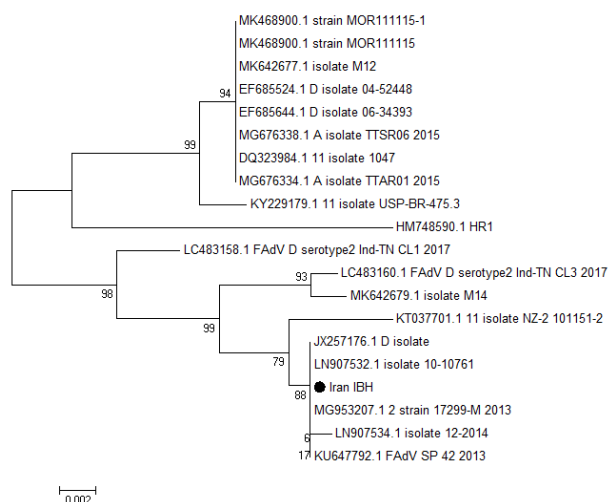 MK468900.1 strain MOR111115-1
MK468900.1 strain MOR111115
MK642677.1 isolate M12
94
EF685524.1 D isolate 04-52448
EF685644.1 D isolate 06-34393
MG676338.1 A isolate TTSR06 2015
99
DQ323984.1 11 isolate 1047
MG676334.1 A isolate TTAR01 2015
KY229179.1 11 isolate USP-BR-475.3
HM748590.1 HR1
LC483158.1 FAdV D serotype2 Ind-TN CL1 2017
93
LC483160.1 FAdV D serotype2 Ind-TN CL3 2017
98
MK642679.1 isolate M14
KT037701.1 11 isolate NZ-2 101151-2
99
JX257176.1 D isolate
79
LN907532.1 isolate 10-10761
Iran IBH
88
MG953207.1 2 strain 17299-M 2013
6
LN907534.1 isolate 12-2014
17
KU647792.1 FAdV SP 42 2013
0.002